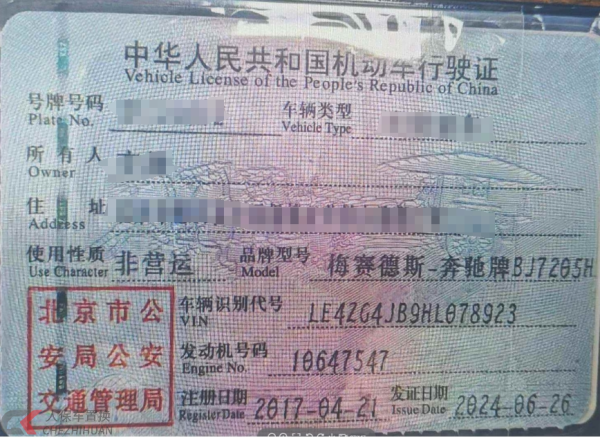 中华人民共和国机动车行驶证
Vehicle License of the People's Republic of China
号牌号码 车辆类型
Plate No. Vehicle Type
所有人
Owner
住址
Address
使用性质 非营运 品牌型号 梅赛德斯-奔驰牌BJ7205H
Use Character Model
北京市公
安局公安
交通管理局
车辆识别代号 LE4ZG4JB9HL078923
VIN
发动机号码 10647547
Engine No.
注册日期 2017-04-21 发证日期 2024-06-26
Register Date Issue Date
人保车置换
CHEZHIHUAN